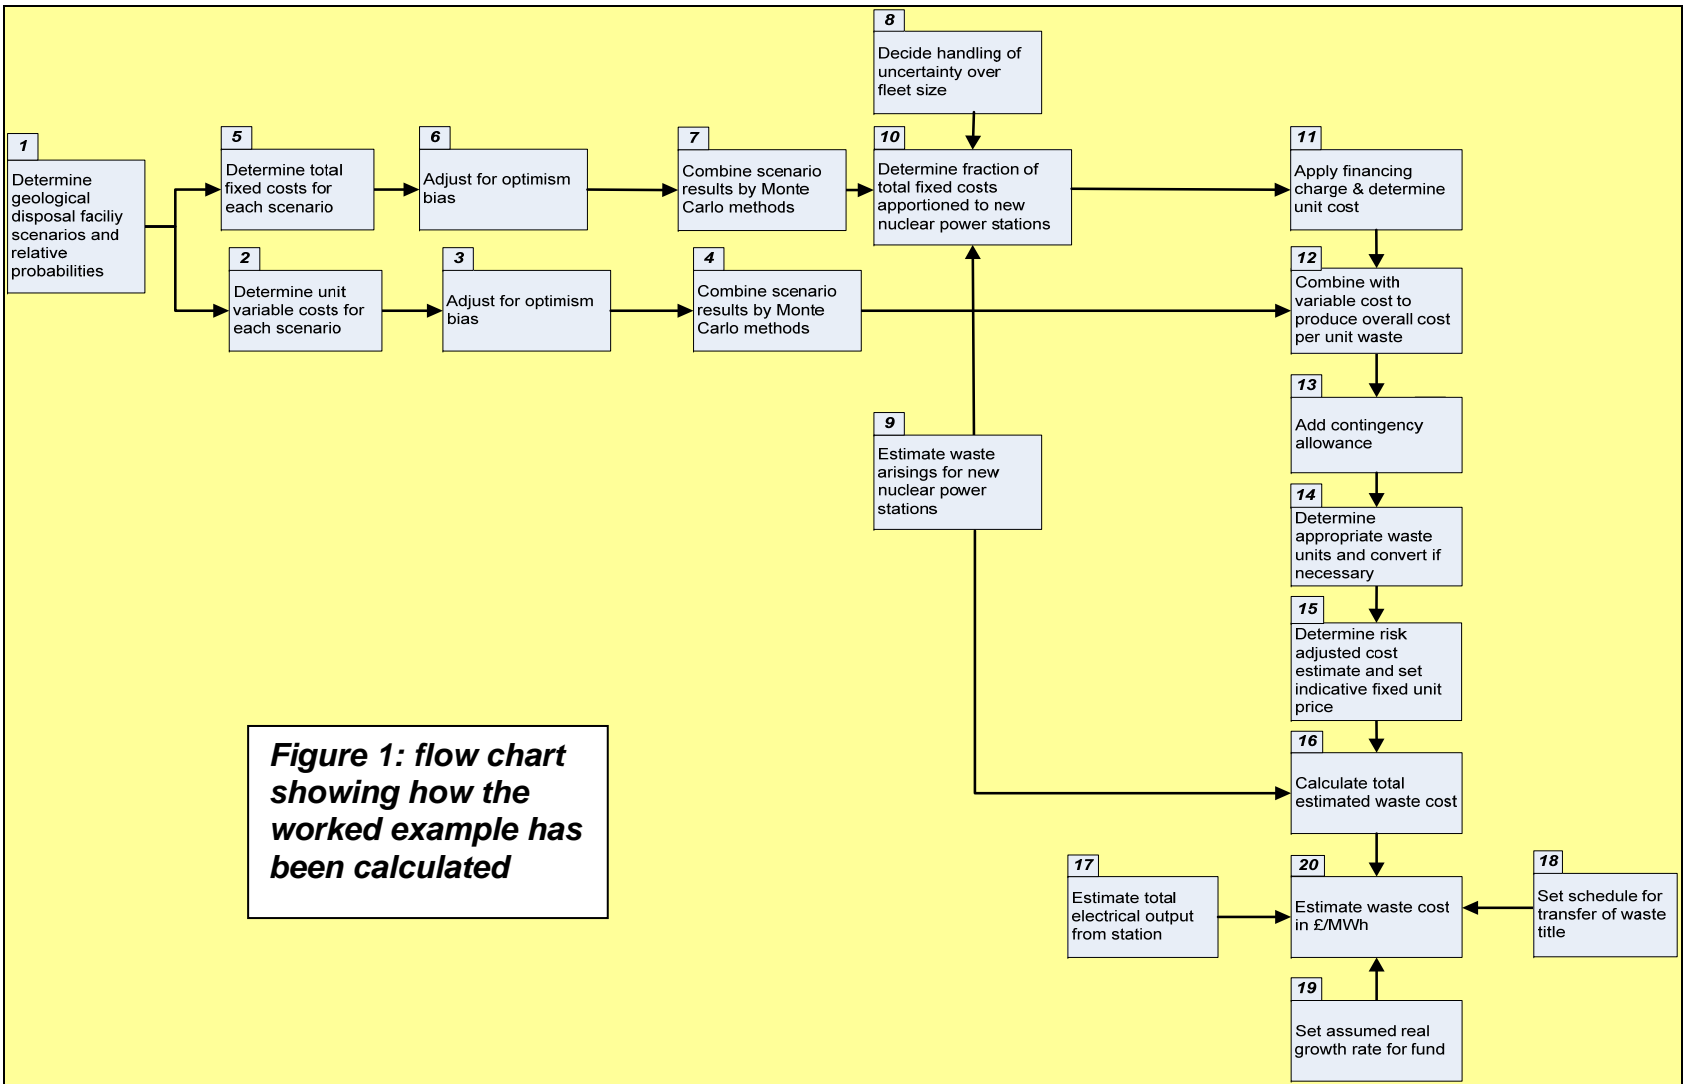 8
Decide handling of
uncertainty over
fleet size
1
Determine
geological
disposal faciliy
scenarios and
relative
probabilities
5
Determine total
fixed costs for
each scenario
6
Adjust for optimism
bias
7
Combine scenario
results by Monte
Carlo methods
10
Determine fraction of
total fixed costs
apportioned to new
nuclear power stations
11
Apply financing
charge & determine
unit cost
2
Determine unit
variable costs for
each scenario
3
Adjust for optimism
bias
4
Combine scenario
results by Monte
Carlo methods
12
Combine with
variable cost to
produce overall cost
per unit waste
13
Add contingency
allowance
9
Estimate waste
arisings for new
nuclear power
stations
14
Determine
appropriate waste
units and convert if
necessary
15
Determine risk
adjusted cost
estimate and set
indicative fixed unit
price
16
Calculate total
estimated waste cost
Figure 1: flow chart
showing how the
worked example has
been calculated
17
Estimate total
electrical output
from station
20
Estimate waste cost
in £/MWh
18
Set schedule for
transfer of waste
title
19
Set assumed real
growth rate for fund